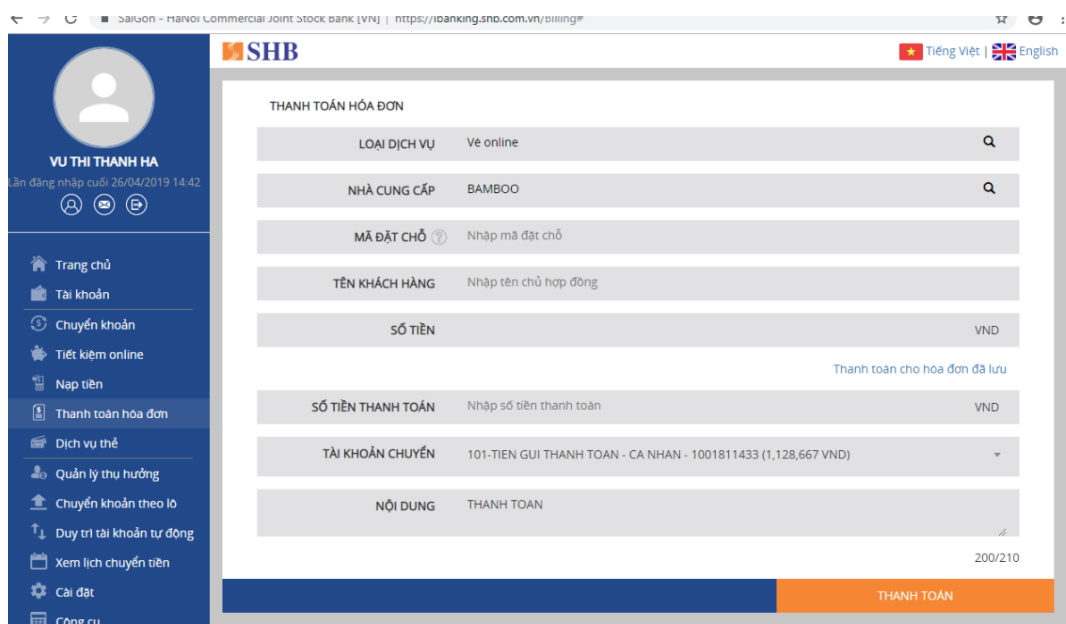 SaiGon - HaNoi Commercial Joint Stock Bank [VN] | https://ibanking.shb.com.vn/Billing#
SHB
Tiếng Việt | English
VU THI THANH HA
Lần đăng nhập cuối 26/04/2019 14:42
Trang chủ
Tài khoản
Chuyển khoản
Tiết kiệm online
Nạp tiền
Thanh toán hóa đơn
Dịch vụ thẻ
Quản lý thụ hưởng
Chuyển khoản theo lô
Duy trì tài khoản tự động
Xem lịch chuyển tiền
Cài đặt
Công cụ
THANH TOÁN HÓA ĐƠN
LOẠI DỊCH VỤ Vé online
NHÀ CUNG CẤP BAMBOO
MÃ ĐẶT CHỖ ? Nhập mã đặt chỗ
TÊN KHÁCH HÀNG Nhập tên chủ hợp đồng
SỐ TIỀN VND
Thanh toán cho hóa đơn đã lưu
SỐ TIỀN THANH TOÁN Nhập số tiền thanh toán VND
TÀI KHOẢN CHUYỂN 101-TIEN GUI THANH TOAN - CA NHAN - 1001811433 (1,128,667 VND)
NỘI DUNG THANH TOAN
200/210
THANH TOÁN